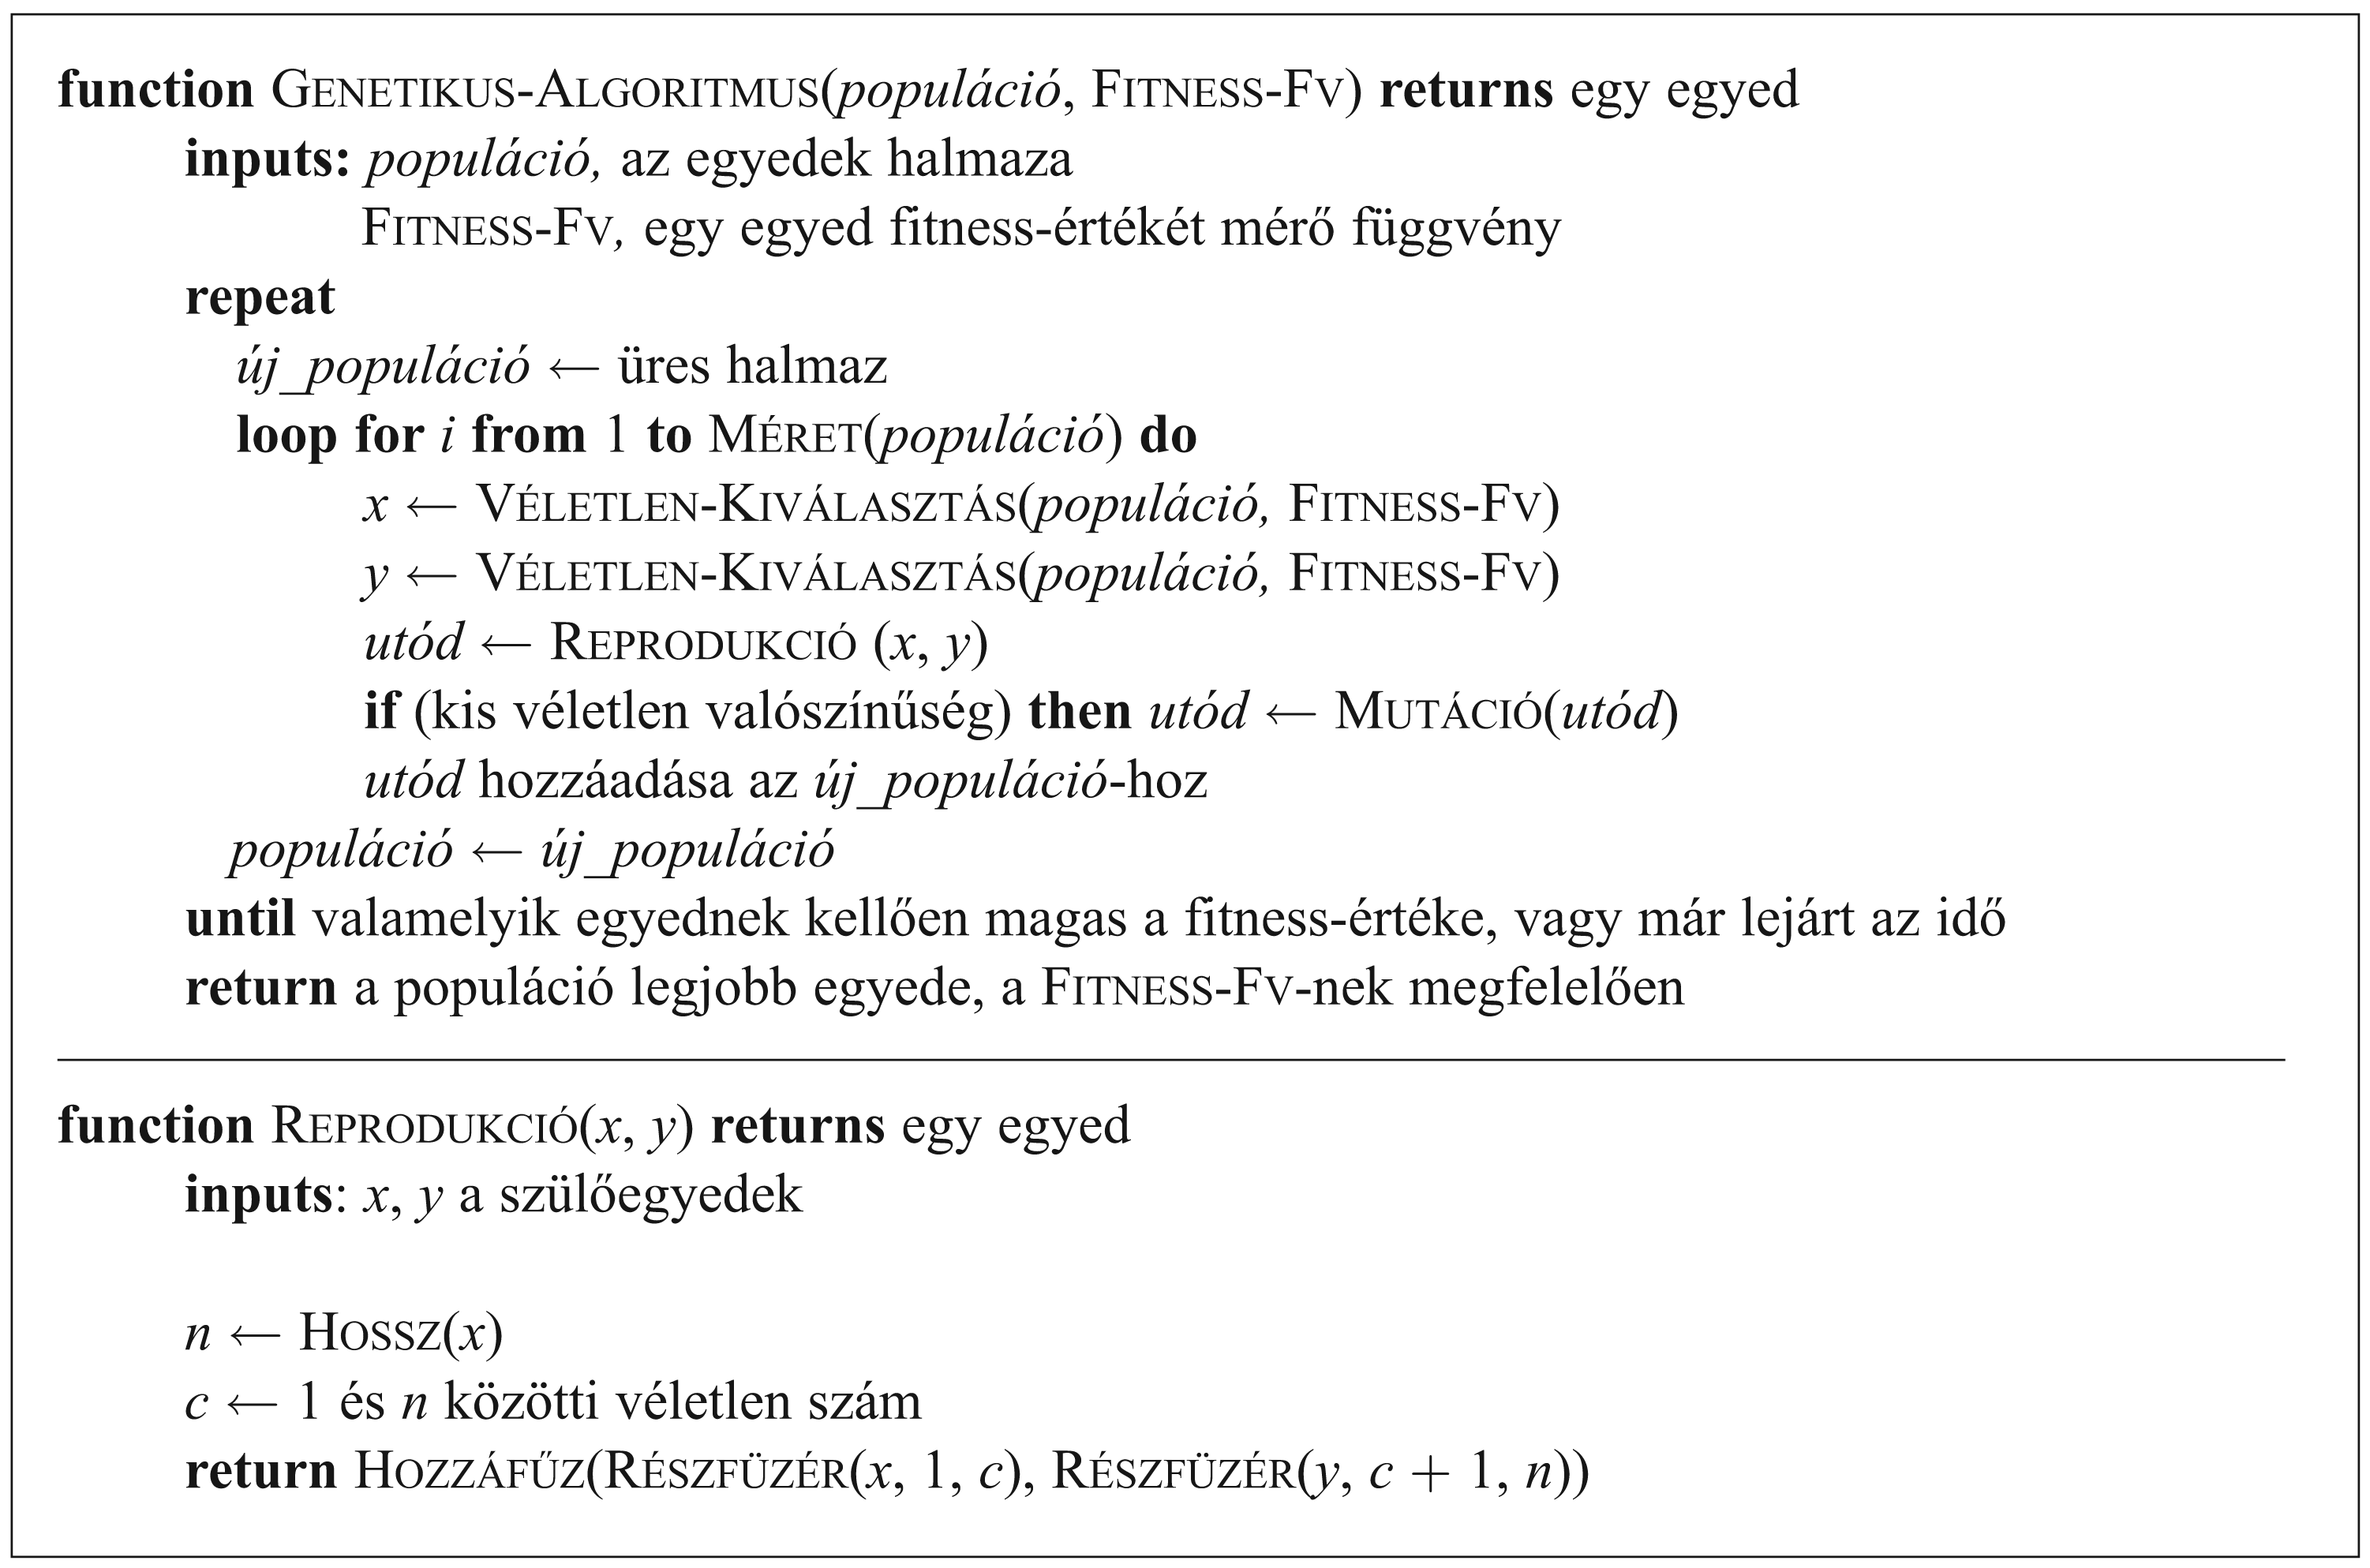 function GENETIKUS-ALGORITMUS(populáció, FITNESS-FV) returns egy egyed
inputs: populáció, az egyedek halmaza
FITNESS-FV, egy egyed fitness-értékét mérő függvény
repeat
új_populáció ← üres halmaz
loop for i from 1 to MÉRET(populáció) do
x ← VÉLETLEN-KIVÁLASZTÁS(populáció, FITNESS-FV)
y ← VÉLETLEN-KIVÁLASZTÁS(populáció, FITNESS-FV)
utód ← REPRODUKCIÓ (x, y)
if (kis véletlen valószínűség) then utód ← MUTÁCIÓ(utód)
utód hozzáadása az új_populáció-hoz
populáció ← új_populáció
until valamelyik egyednek kellően magas a fitness-értéke, vagy már lejárt az idő
return a populáció legjobb egyede, a FITNESS-FV-nek megfelelően
function REPRODUKCIÓ(x, y) returns egy egyed
inputs: x, y a szülőegyedek
n ← HOSSZ(x)
c ← 1 és n közötti véletlen szám
return HOZZÁFŰZ(RÉSZFÜZÉR(x, 1, c), RÉSZFÜZÉR(y, c + 1, n))